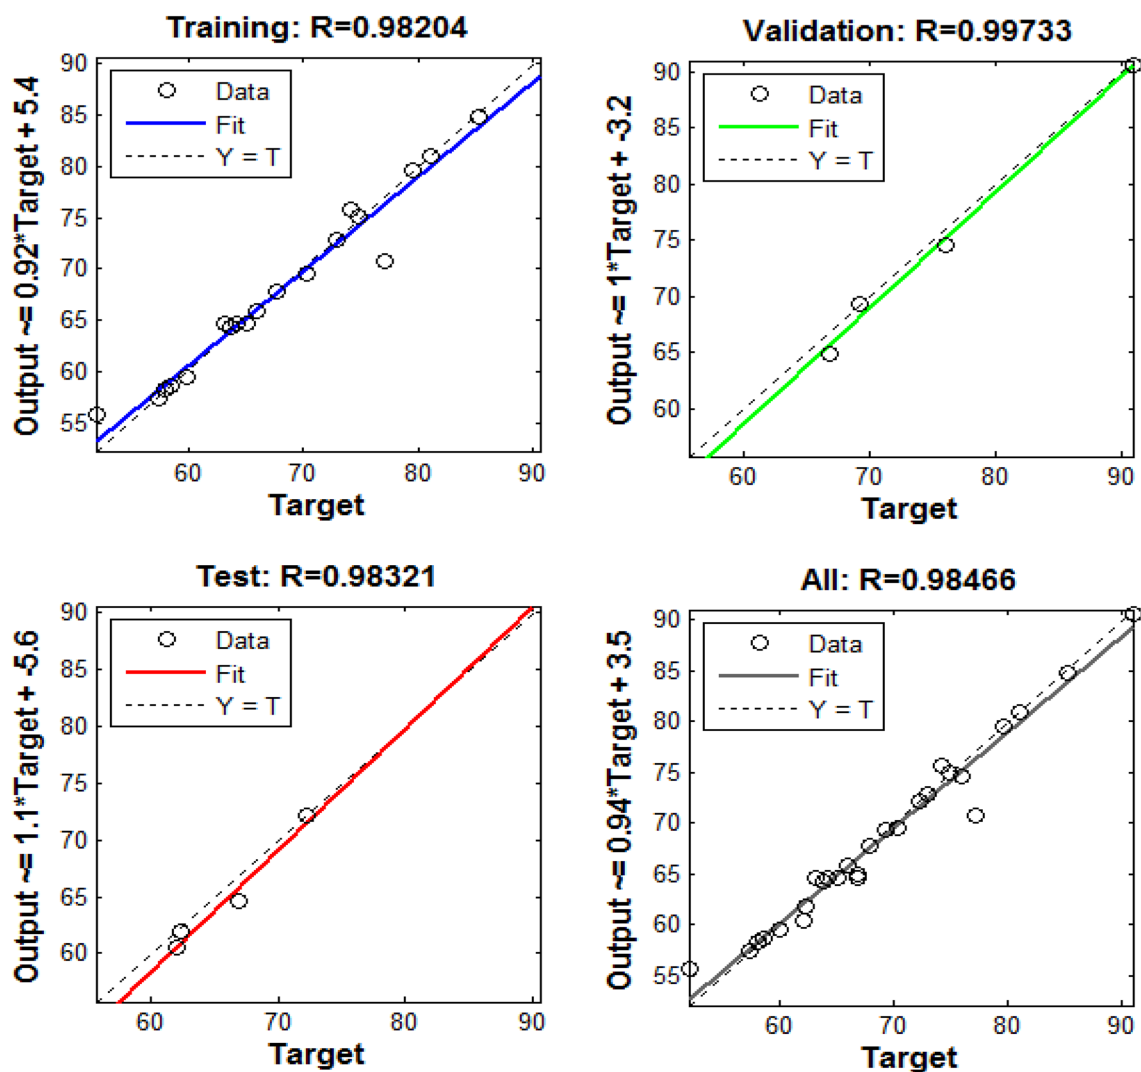 Training: R=0.98204
Output ~= 0.92*Target + 5.4
90
85
80
75
70
65
60
55
Data
Fit
Y = T
60
70
80
90
Target
Validation: R=0.99733
Output ~= 1*Target + -3.2
90
85
80
75
70
65
60
Data
Fit
Y = T
60
70
80
90
Target
Test: R=0.98321
Output ~= 1.1*Target + -5.6
90
85
80
75
70
65
60
Data
Fit
Y = T
60
70
80
90
Target
All: R=0.98466
Output ~= 0.94*Target + 3.5
90
85
80
75
70
65
60
55
Data
Fit
Y = T
60
70
80
90
Target